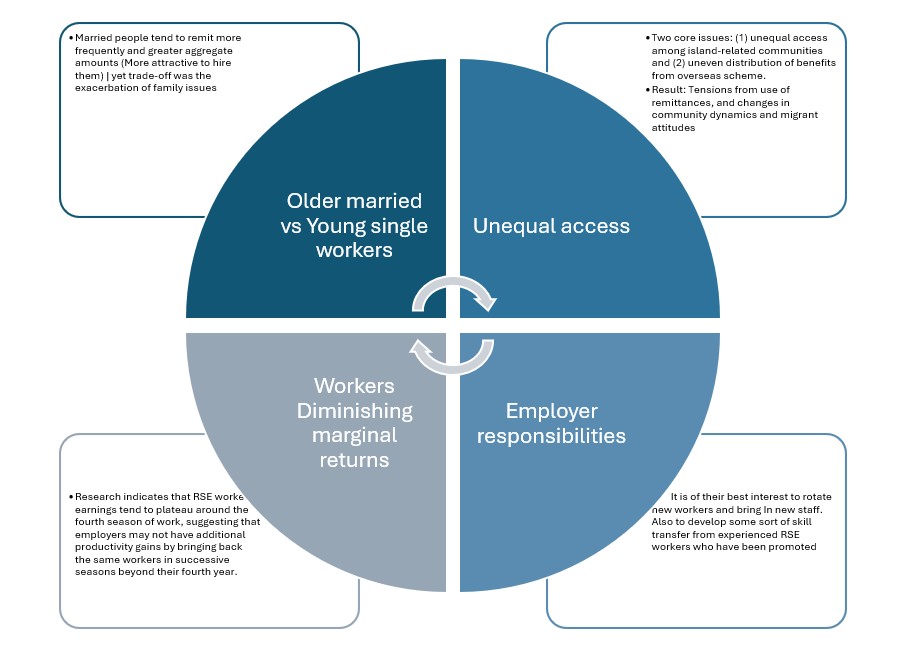 • Married people tend to remit more
frequently and greater aggregate
amounts (More attractive to hire
them) | yet trade-off was the
exacerbation of family issues
• Two core issues: (1) unequal access
among island-related communities
and (2) uneven distribution of benefits
from overseas scheme.
• Result: Tensions from use of
remittances, and changes in
community dynamics and migrant
attitudes
Older married
vs Young single
workers
Unequal access
Workers
Diminishing
marginal
returns
Employer
responsibilities
• Research indicates that RSE worke
earnings tend to plateau around the
fourth season of work, suggesting that
employers may not have additional
productivity gains by bringing back
the same workers in successive
seasons beyond their fourth year.
It is of their best interest to rotate
new workers and bring In new staff.
Also to develop some sort of skill
transfer from experienced RSE
workers who have been promoted